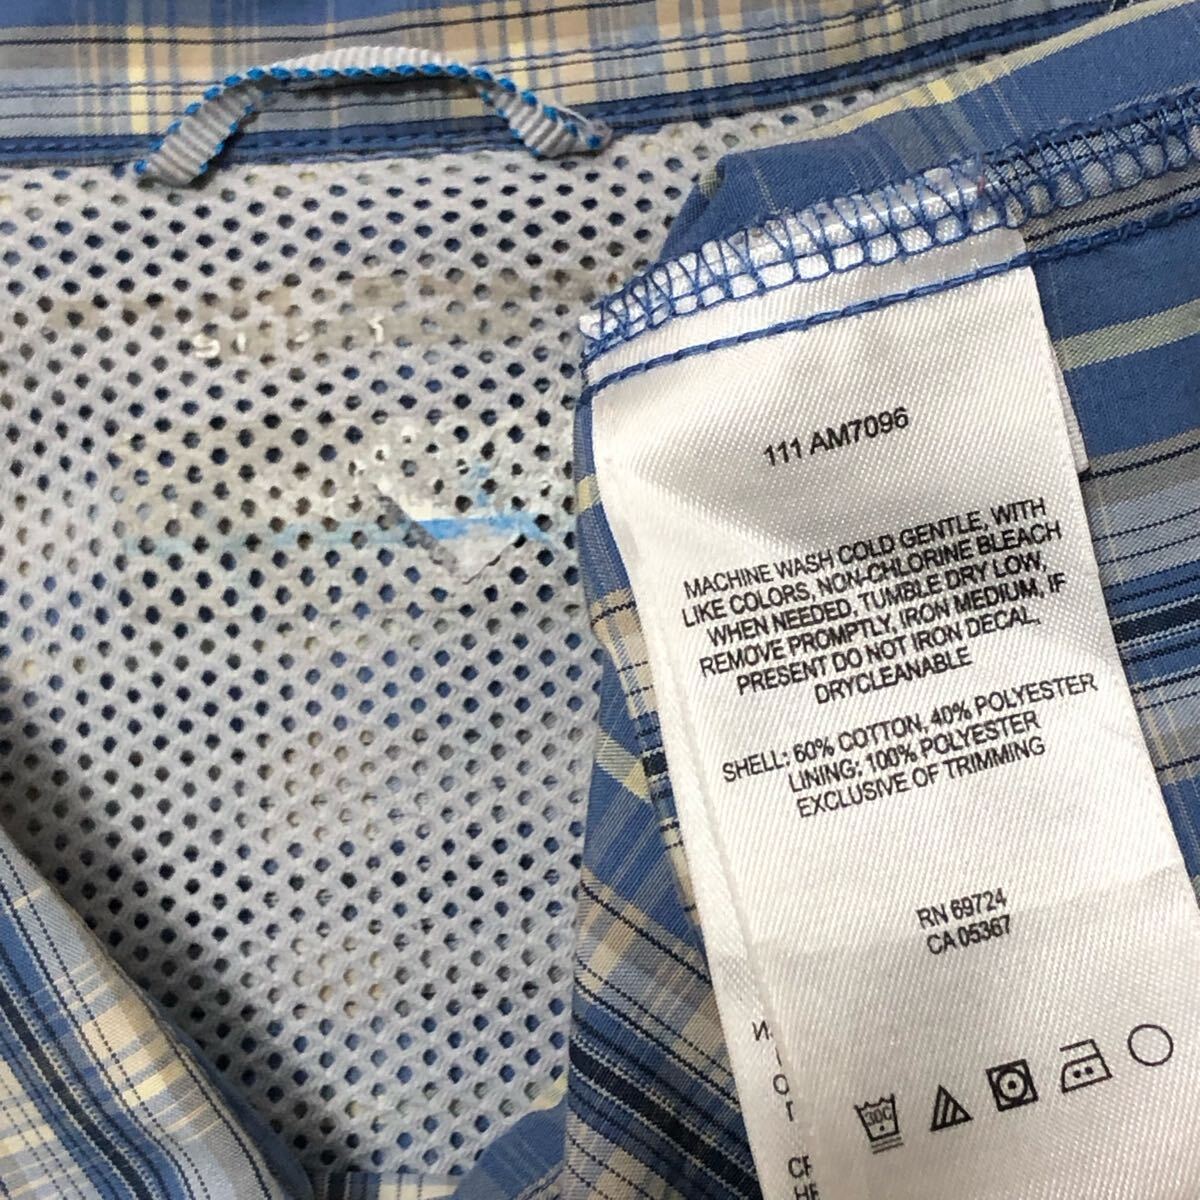 111 AM7096
MACHINE WASH COLD GENTLE, WITH
LIKE COLORS, NON-CHLORINE BLEACH
WHEN NEEDED, TUMBLE DRY LOW,
REMOVE PROMPTLY, IRON MEDIUM, IF
PRESENT DO NOT IRON DECAL,
DRYCLEANABLE
SHELL: 60% COTTON, 40% POLYESTER
LINING: 100% POLYESTER
EXCLUSIVE OF TRIMMING
RN 69724
CA 05367
30C